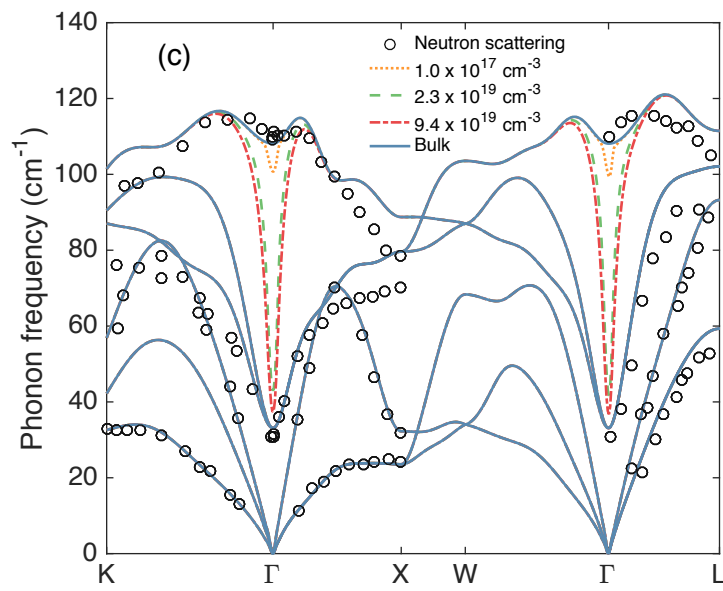 140
120
100
80
60
40
20
0
Phonon frequency (cm⁻¹)
(c)
Neutron scattering
1.0 x 10¹⁷ cm⁻³
2.3 x 10¹⁹ cm⁻³
9.4 x 10¹⁹ cm⁻³
Bulk
K Γ X W Γ L